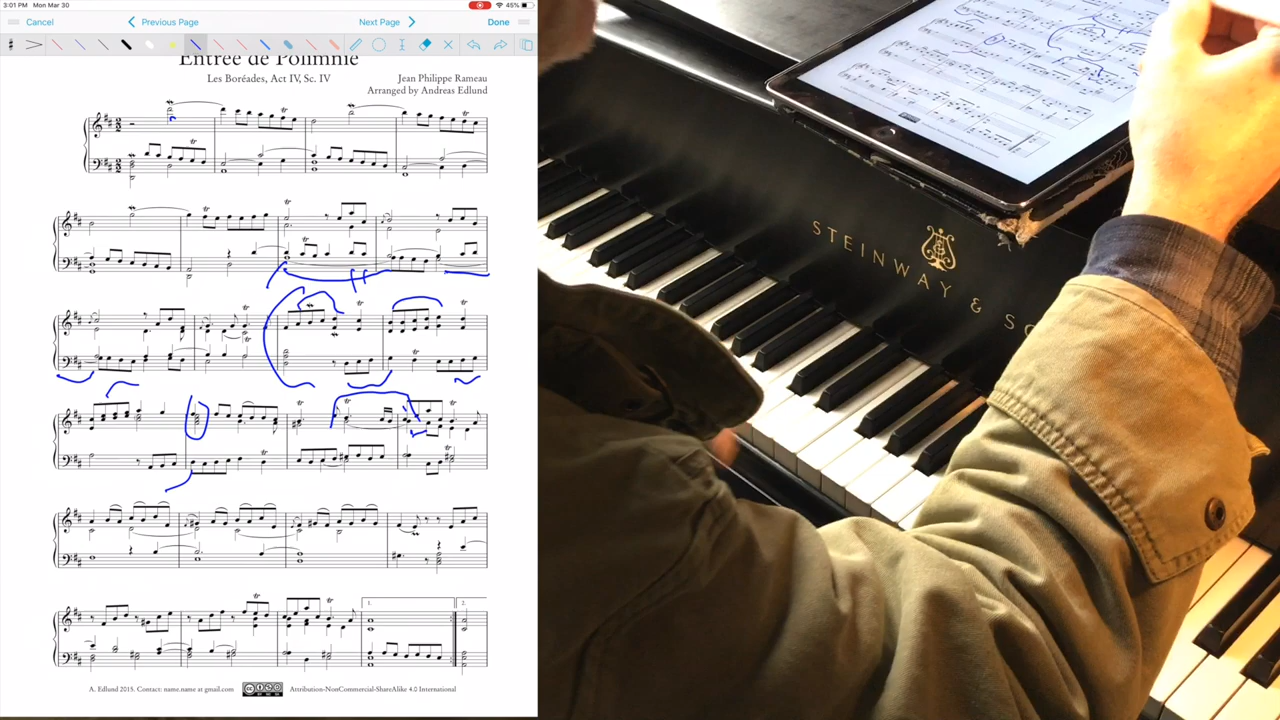 3:01 PM Mon Mar 30
45%
Cancel
Previous Page
Next Page
Done
Entrée de Polimnie
Les Boréades, Act IV, Sc. IV
Jean Philippe Rameau
Arranged by Andreas Edlund
1.
2.
A. Edlund 2015. Contact: name.name at gmail.com
Attribution-NonCommercial-ShareAlike 4.0 International
STEINWAY & SO